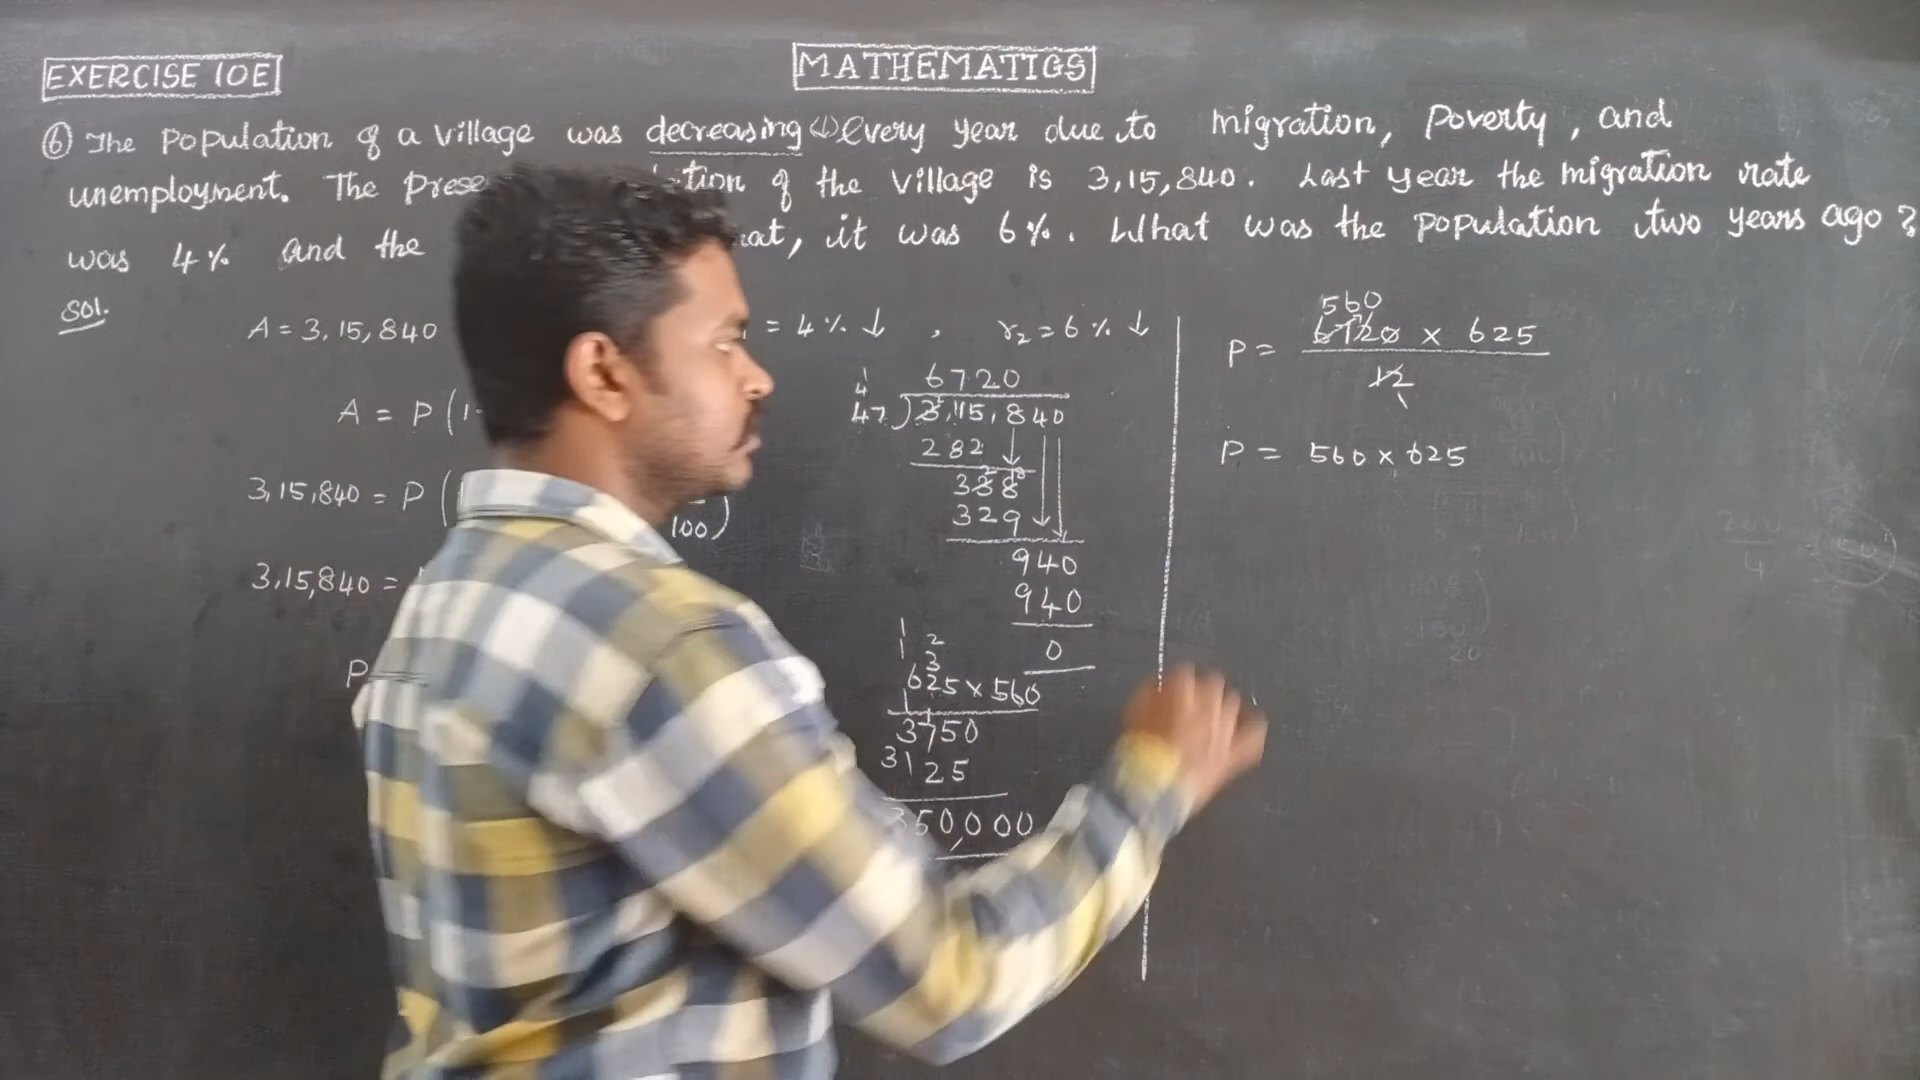 EXERCISE 10E
MATHEMATICS
⑥ The Population of a Village was decreasing (↓) Every year due to migration, Poverty, and
unemployment. The Prese tion of the Village is 3,15,840. Last year the migration rate
was 4% and the at, it was 6%. What was the population two years ago?
Sol.
A = 3,15,840 = 4% ↓ , r₂ = 6% ↓
A = P (1-
3,15,840 = P ( 100)
3,15,840 =
P =
6720
47) 3,15,840
282
338
329
940
940
0
625 x 560
3750
3125
350,000
560
P = 6720 x 625
12
1
P = 560 x 625